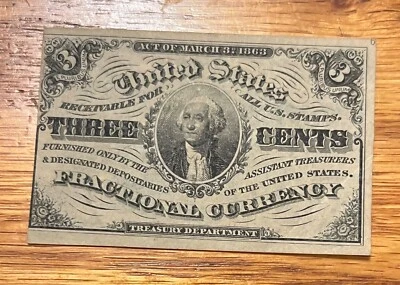 ACT OF MARCH 3d. 1863
3 3
United States
RECEIVABLE FOR ALL U.S. STAMPS.
THREE CENTS
FURNISHED ONLY BY THE ASSISTANT TREASURERS
& DESIGNATED DEPOSITARIES OF THE UNITED STATES.
FRACTIONAL CURRENCY
TREASURY DEPARTMENT